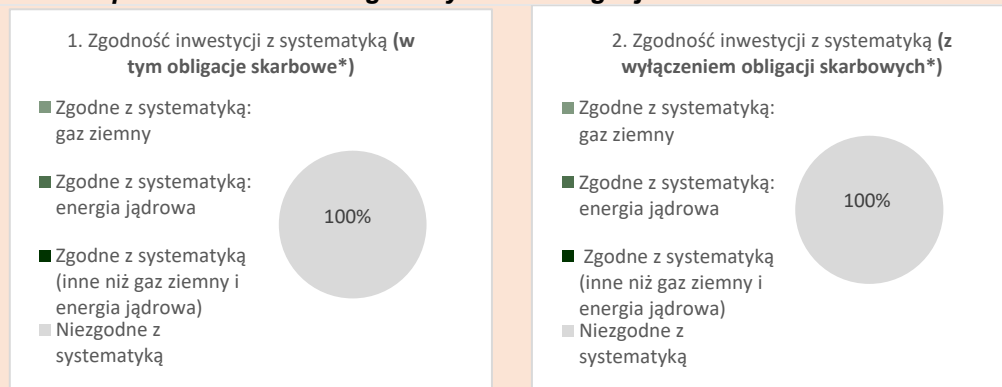 1. Zgodność inwestycji z systematyką (w
tym obligacje skarbowe*)
Zgodne z systematyką:
gaz ziemny
Zgodne z systematyką:
energia jądrowa
Zgodne z systematyką
(inne niż gaz ziemny i
energia jądrowa)
Niezgodne z
systematyką
100%
2. Zgodność inwestycji z systematyką (z
wyłączeniem obligacji skarbowych*)
Zgodne z systematyką:
gaz ziemny
Zgodne z systematyką:
energia jądrowa
Zgodne z systematyką
(inne niż gaz ziemny i
energia jądrowa)
Niezgodne z
systematyką
100%